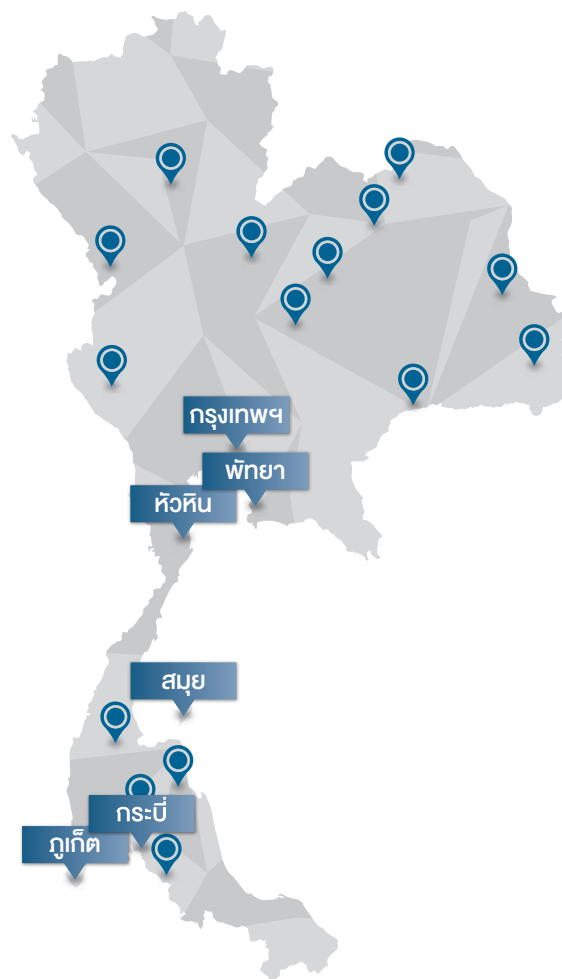 กรุงเทพฯ
พัทยา
หัวหิน
สมุย
กระบี่
ภูเก็ต